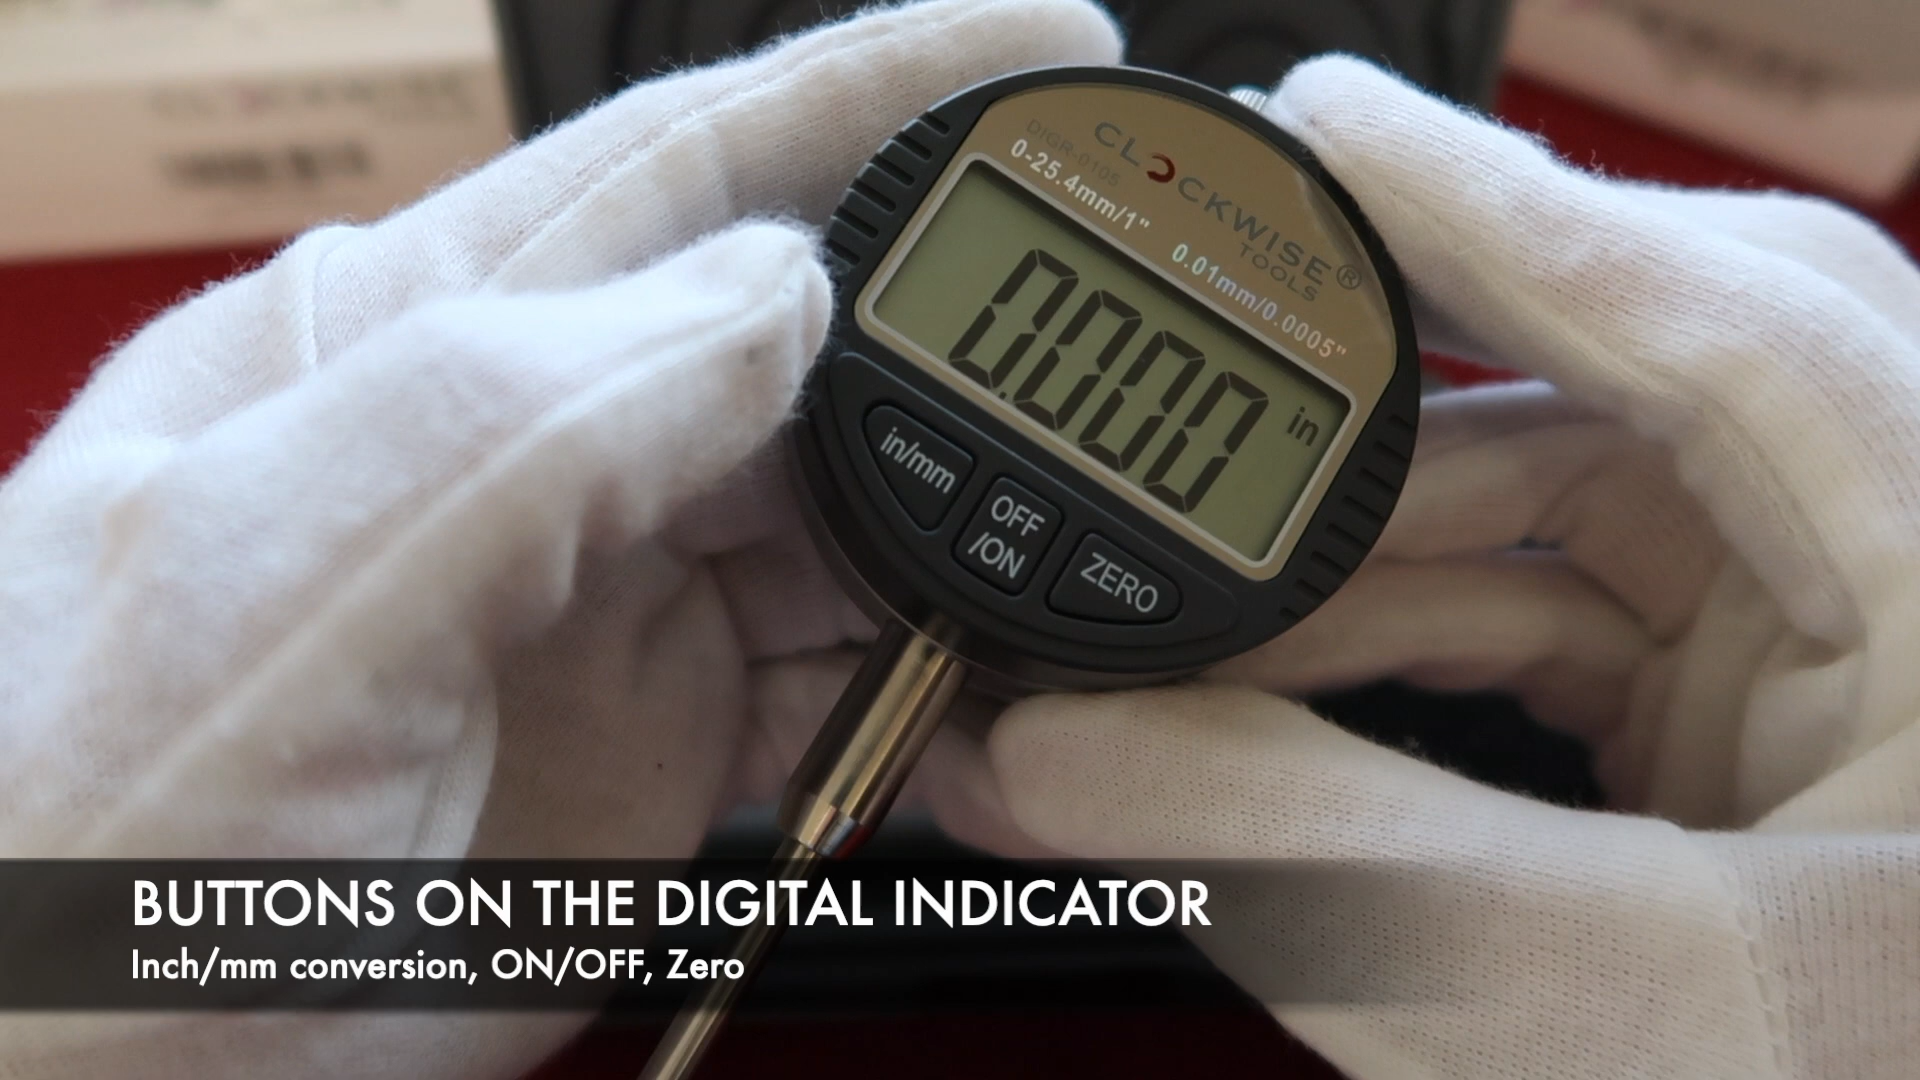 CLOCKWISE®
TOOLS
DIGR-0105
0-25.4mm/1" 0.01mm/0.0005"
0.000 in
in/mm
OFF
/ON
ZERO
BUTTONS ON THE DIGITAL INDICATOR
Inch/mm conversion, ON/OFF, Zero